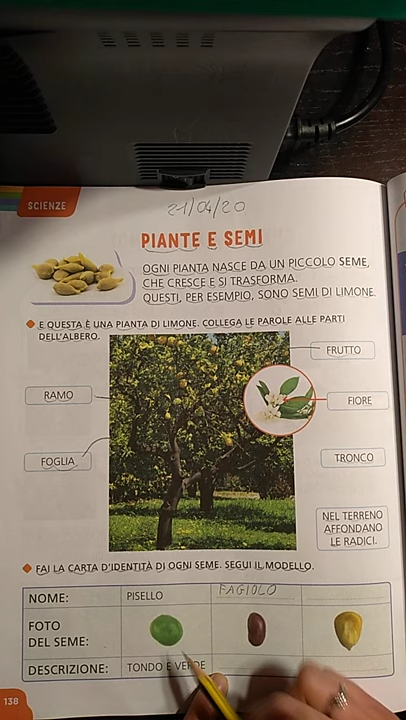 SCIENZE
21/04/20
PIANTE E SEMI
OGNI PIANTA NASCE DA UN PICCOLO SEME,
CHE CRESCE E SI TRASFORMA.
QUESTI, PER ESEMPIO, SONO SEMI DI LIMONE.
E QUESTA È UNA PIANTA DI LIMONE. COLLEGA LE PAROLE ALLE PARTI
DELL'ALBERO.
FRUTTO
RAMO
FIORE
FOGLIA
TRONCO
NEL TERRENO
AFFONDANO
LE RADICI.
FAI LA CARTA D'IDENTITÀ DI OGNI SEME. SEGUI IL MODELLO.
NOME: PISELLO FAGIOLO
FOTO
DEL SEME:
DESCRIZIONE: TONDO E VERDE
138